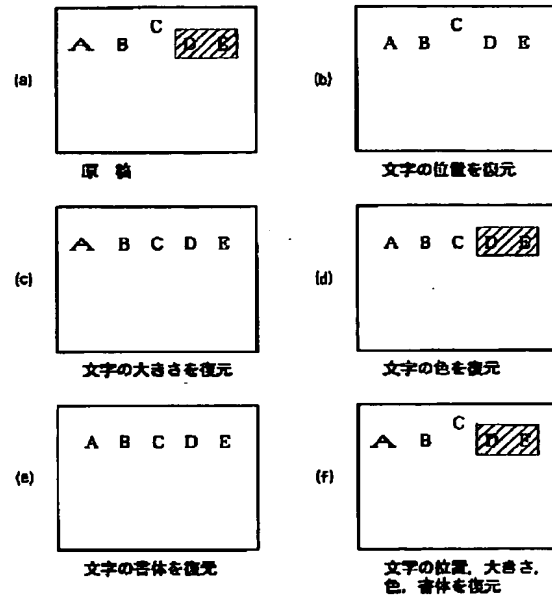 (a)
A B C D E
原 稿
(b)
A B C D E
文字の位置を復元
(c)
A B C D E
文字の大きさを復元
(d)
A B C D E
文字の色を復元
(e)
A B C D E
文字の書体を復元
(f)
A B C D E
文字の位置,大きさ,
色,書体を復元